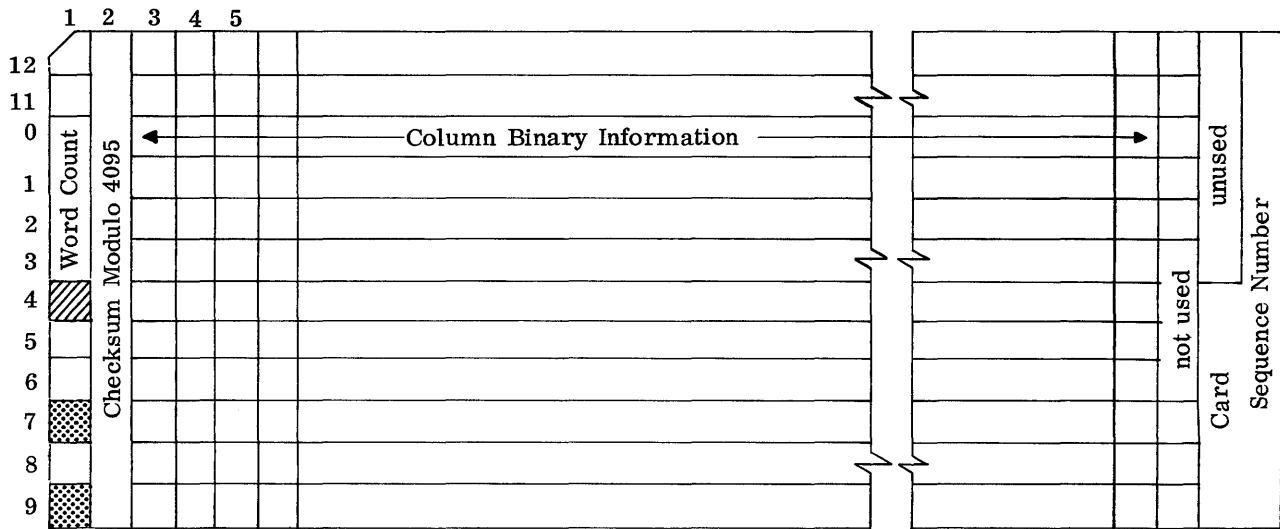 1 2 3 4 5
12
11
0
1
2
3
4
5
6
7
8
9
Word Count
Checksum Modulo 4095
Column Binary Information
not used
unused
Card
Sequence Number